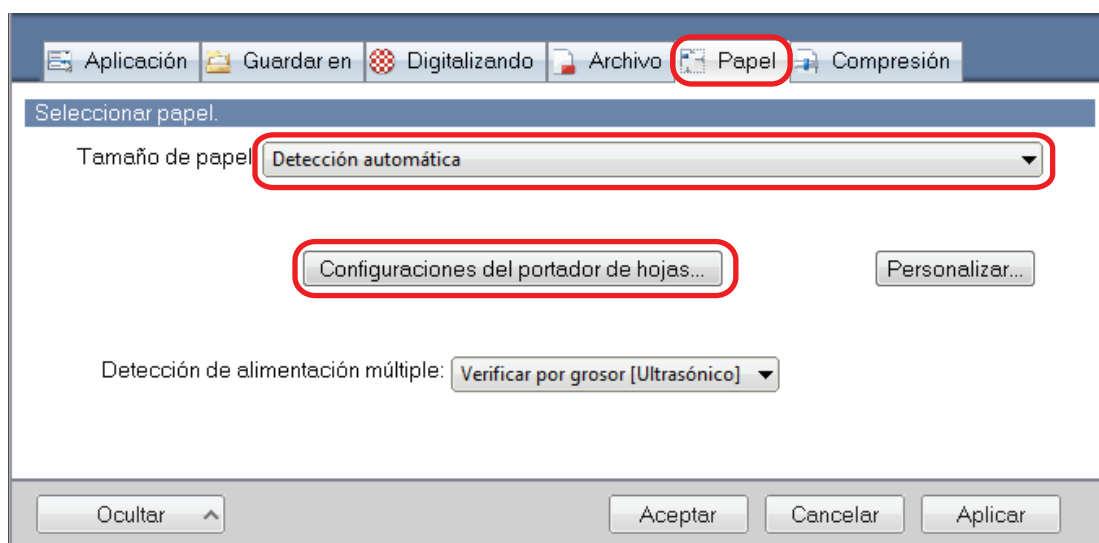 Aplicación Guardar en Digitalizando Archivo Papel Compresión
Seleccionar papel.
Tamaño de papel Detección automática
Configuraciones del portador de hojas... Personalizar...
Detección de alimentación múltiple: Verificar por grosor [Ultrasónico]
Ocultar Aceptar Cancelar Aplicar